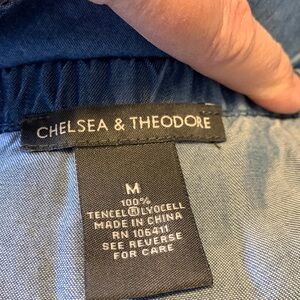 CHELSEA & THEODORE
M
100%
TENCEL®LYOCELL
MADE IN CHINA
RN 106411
SEE REVERSE
FOR CARE